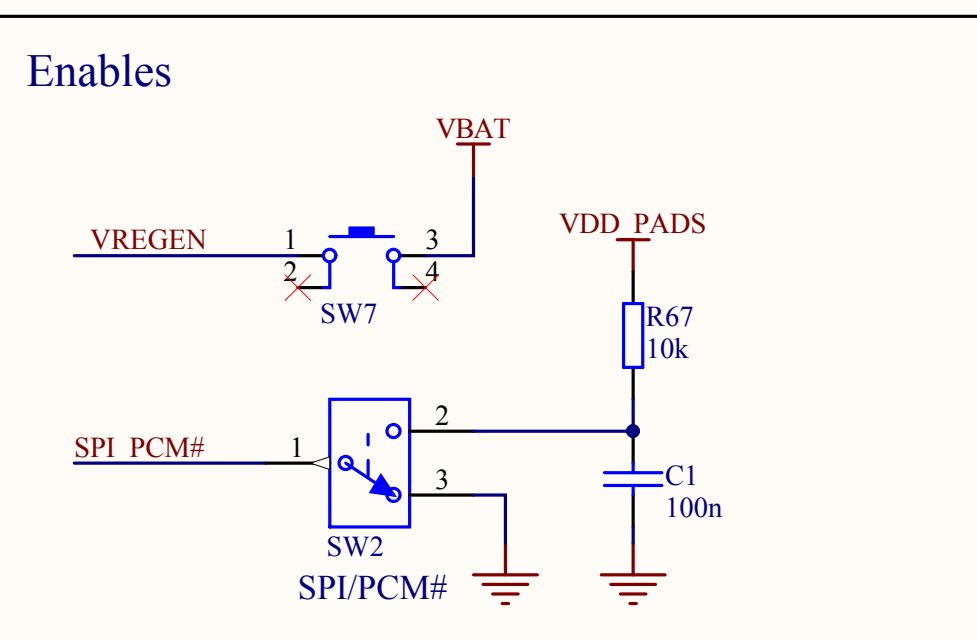 Enables
VBAT
VDD_PADS
VREGEN
1
3
2
4
SW7
R67
10k
SPI_PCM#
1
2
3
C1
100n
SW2
SPI/PCM#